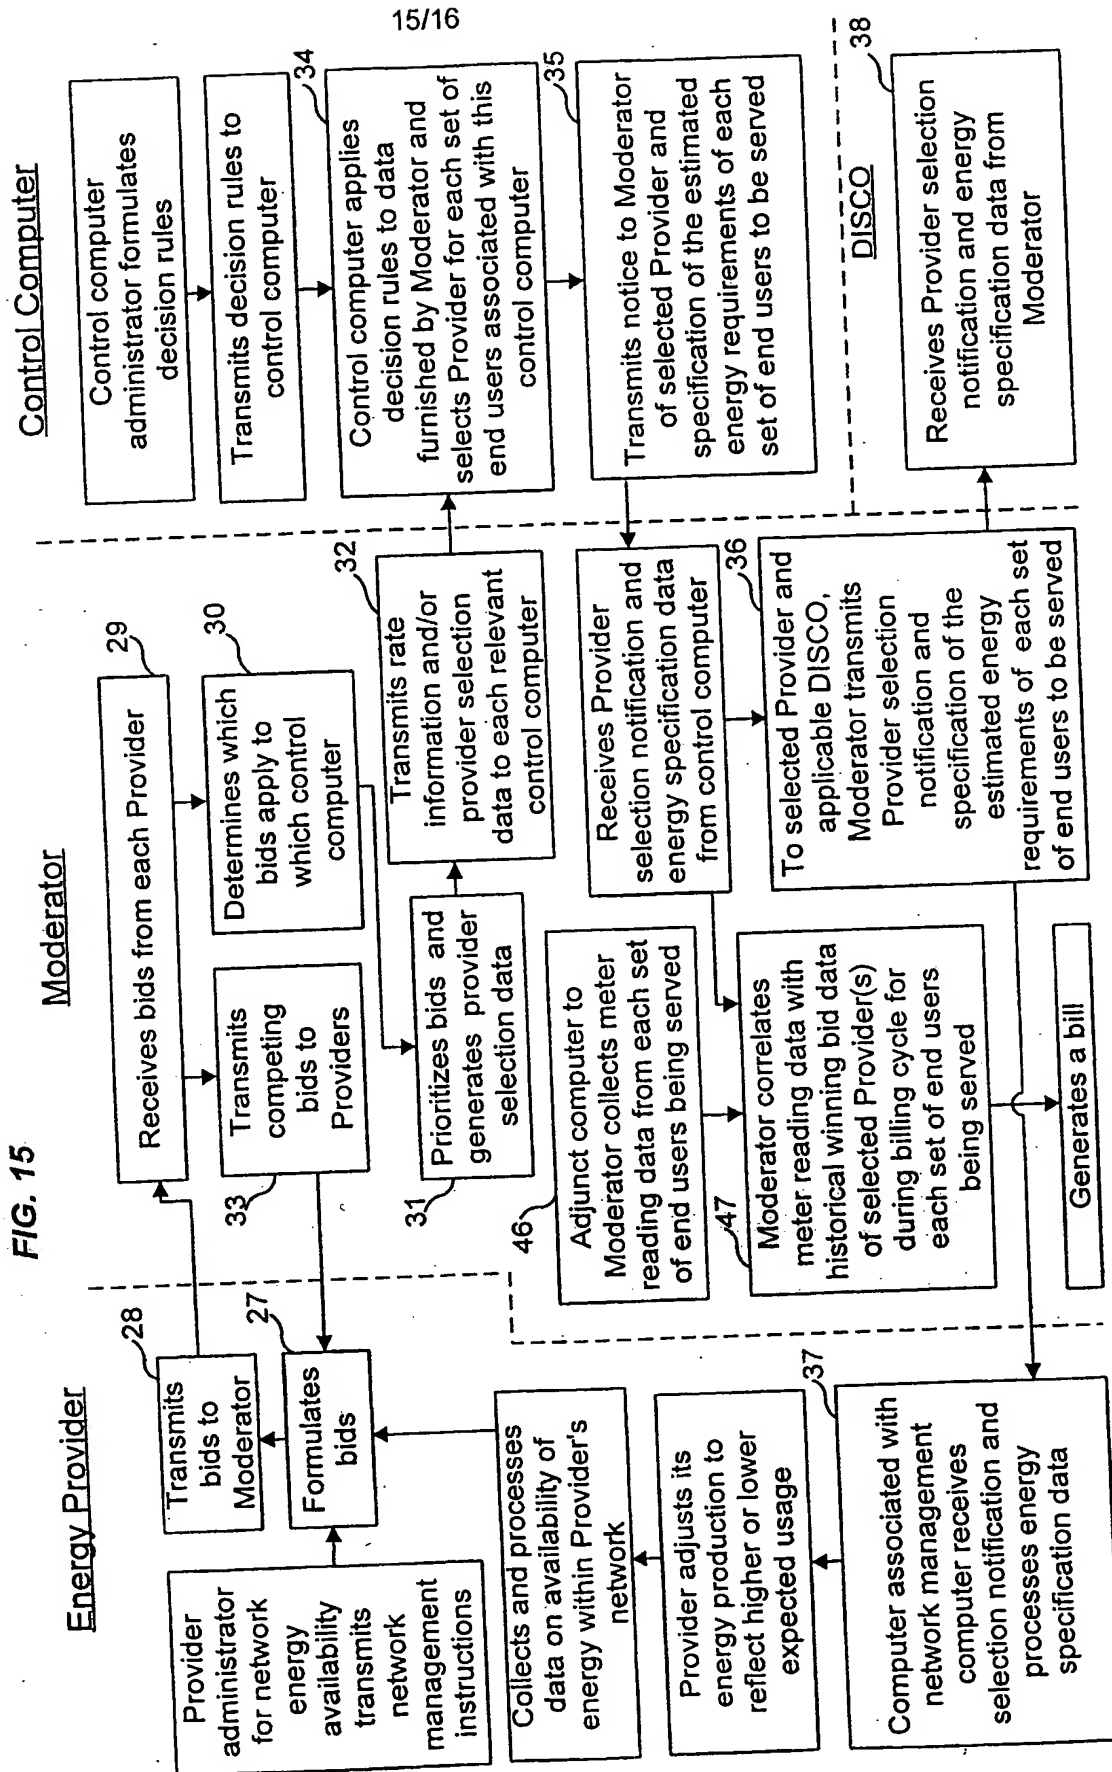 15/16
FIG. 15
Energy Provider
Provider
administrator
for network
energy
availability
transmits
network
management
instructions
28
Transmits
bids to
Moderator
27
Formulates
bids
Collects and processes
data on availability of
energy within Provider's
network
Provider adjusts its
energy production to
reflect higher or lower
expected usage
37
Computer associated with
network management
computer receives
selection notification and
processes energy
specification data
Moderator
29
Receives bids from each Provider
33
Transmits
competing
bids to
Providers
30
Determines which
bids apply to
which control
computer
31
Prioritizes bids and
generates provider
selection data
32
Transmits rate
information and/or
provider selection
data to each relevant
control computer
46
Adjunct computer to
Moderator collects meter
reading data from each set
of end users being served
Receives Provider
selection notification and
energy specification data
from control computer
47
Moderator correlates
meter reading data with
historical winning bid data
of selected Provider(s)
during billing cycle for
each set of end users
being served
36
To selected Provider and
applicable DISCO,
Moderator transmits
Provider selection
notification and
specification of the
estimated energy
requirements of each set
of end users to be served
Generates a bill
Control Computer
Control computer
administrator formulates
decision rules
Transmits decision rules to
control computer
34
Control computer applies
decision rules to data
furnished by Moderator and
selects Provider for each set of
end users associated with this
control computer
35
Transmits notice to Moderator
of selected Provider and
specification of the estimated
energy requirements of each
set of end users to be served
DISCO
38
Receives Provider selection
notification and energy
specification data from
Moderator